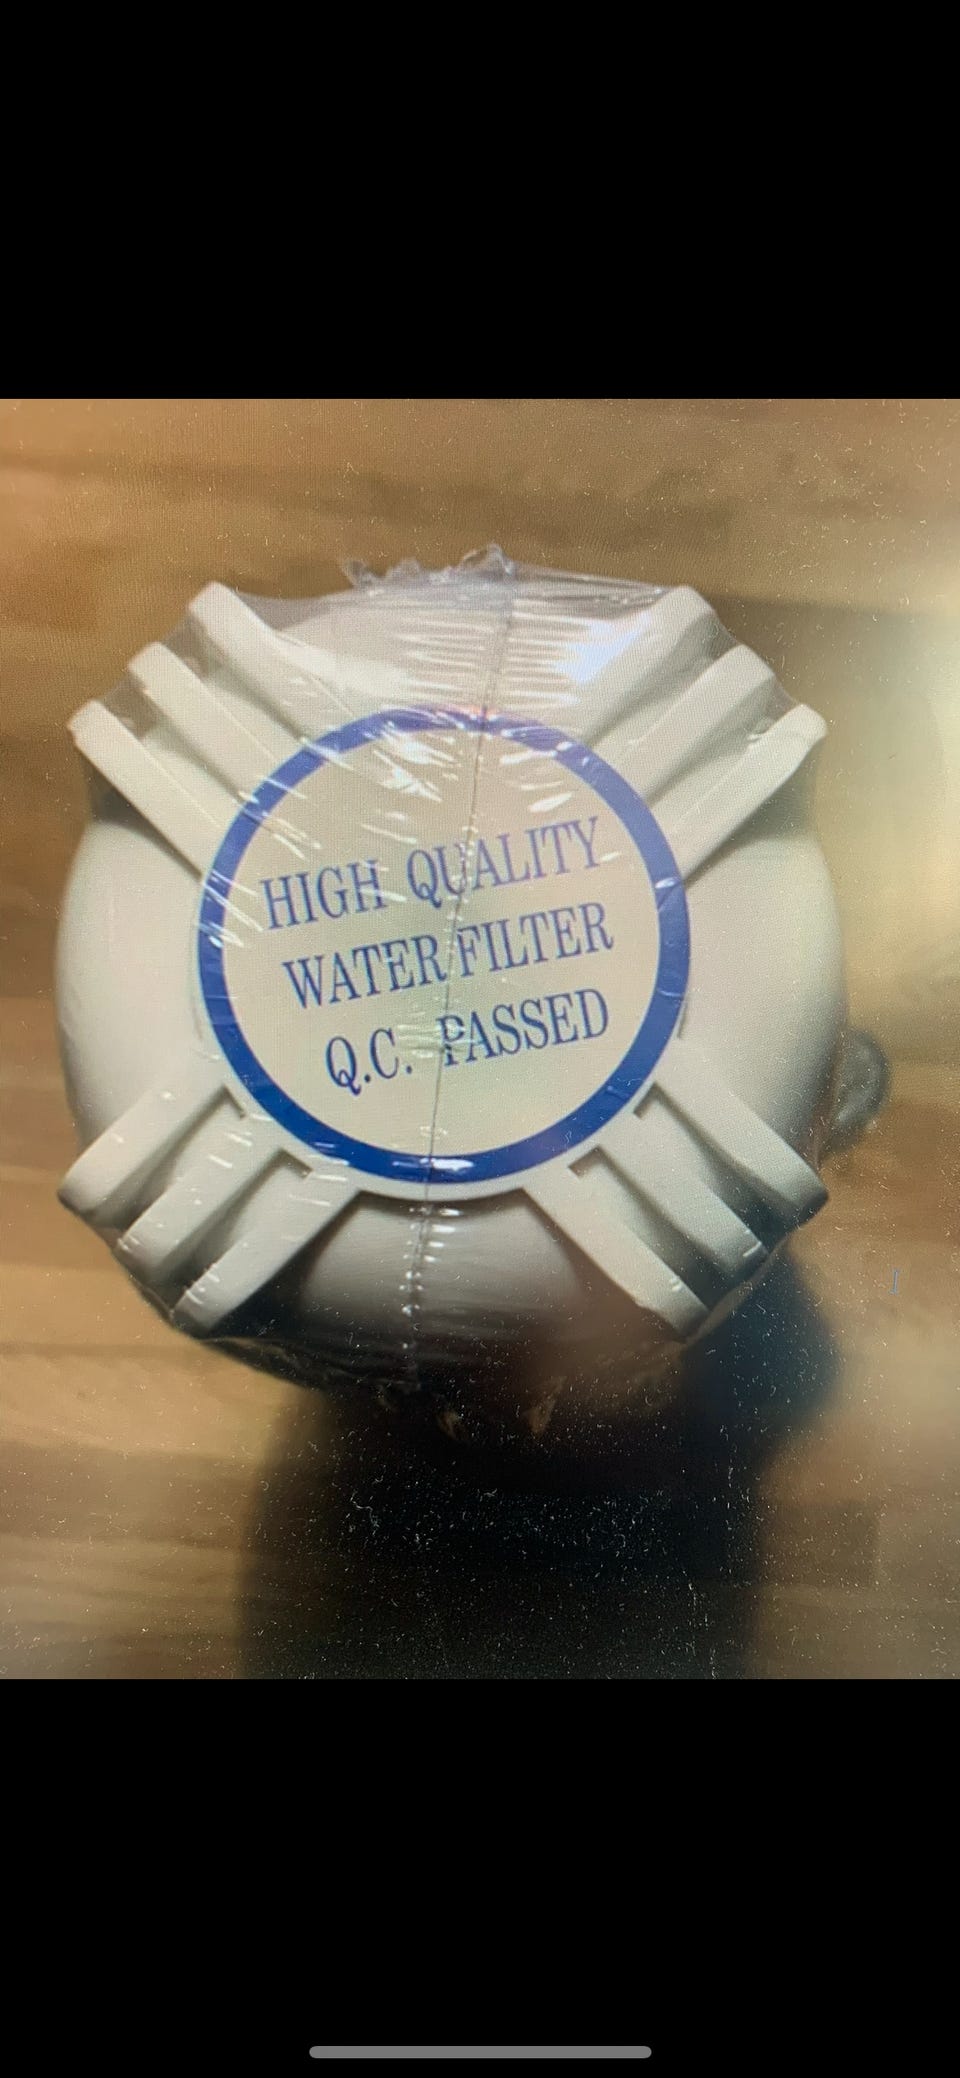 HIGH QUALITY
WATER FILTER
Q.C. PASSED